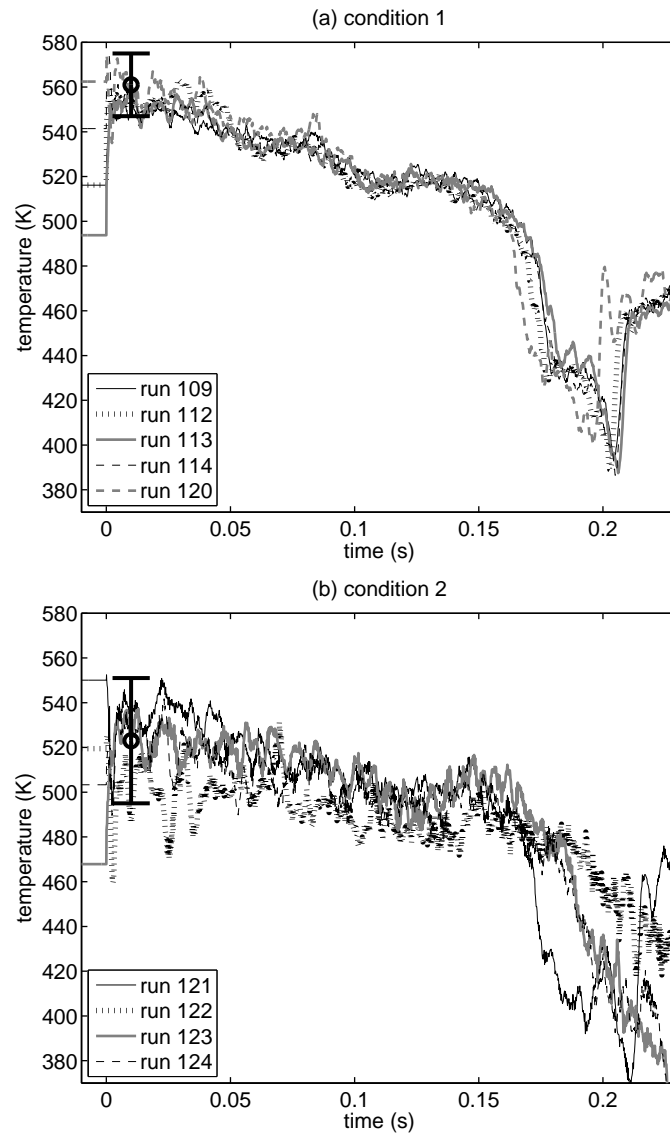 (a) condition 1
580
560
540
520
500
480
460
440
420
400
380
temperature (K)
run 109
run 112
run 113
run 114
run 120
0
0.05
0.1
0.15
0.2
time (s)
(b) condition 2
580
560
540
520
500
480
460
440
420
400
380
temperature (K)
run 121
run 122
run 123
run 124
0
0.05
0.1
0.15
0.2
time (s)